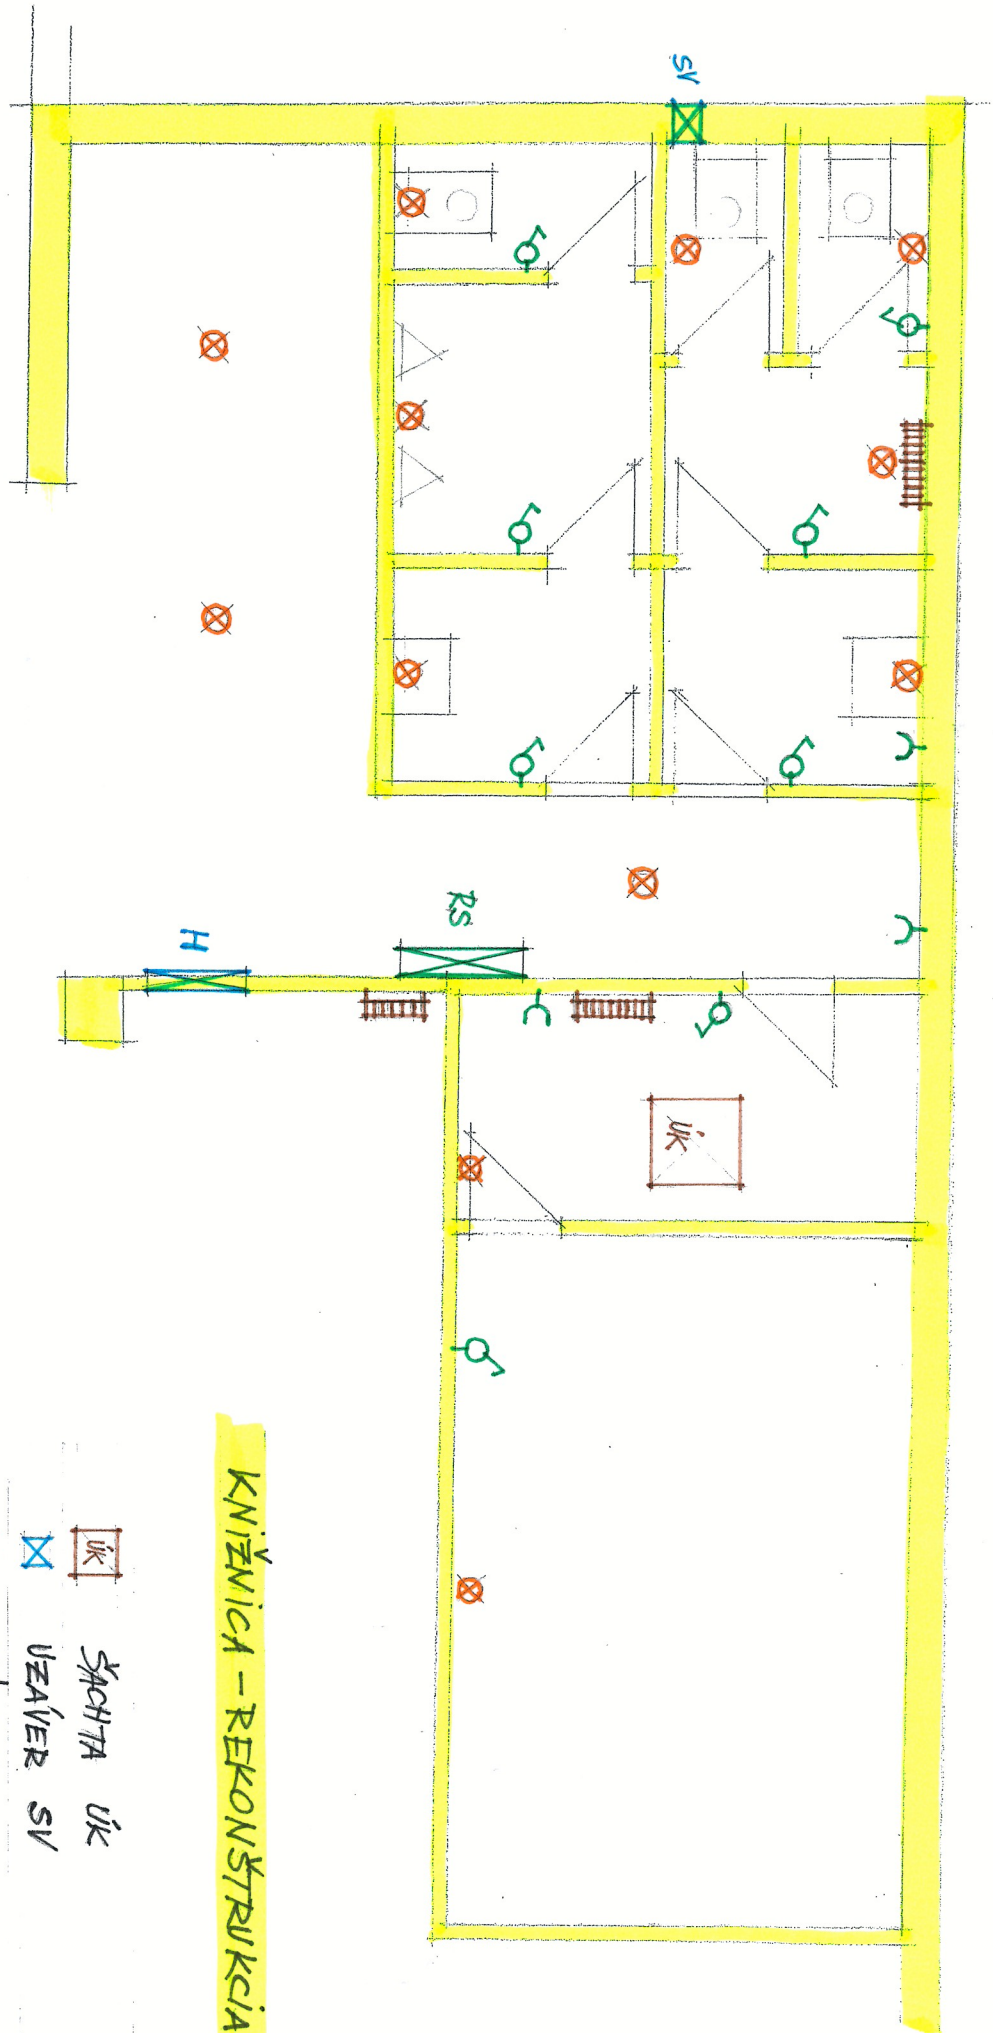 SV
RS
H
ÚK
KNIŽNICA - REKONŠTRUKCIA
ÚK ŠACHTA ÚK
UZÁVER SV